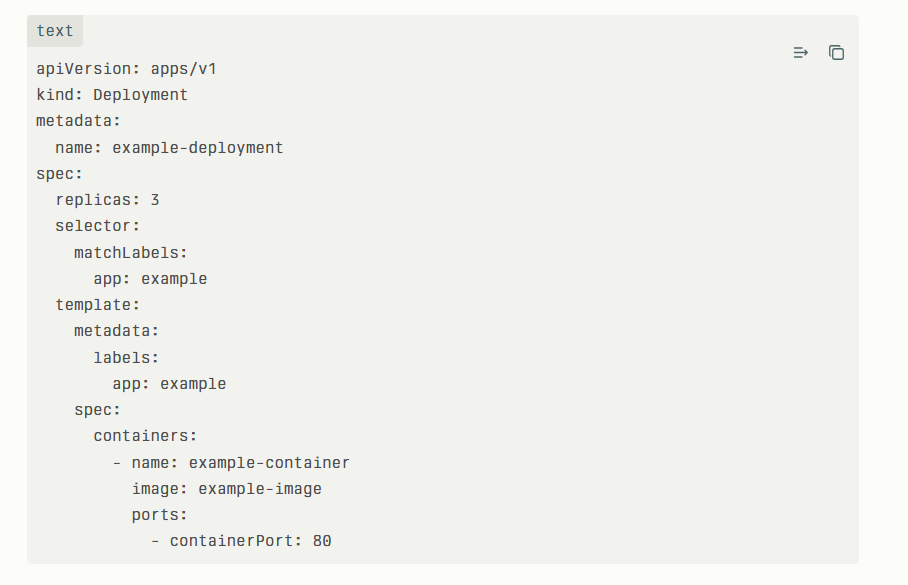 text
apiVersion: apps/v1
kind: Deployment
metadata:
  name: example-deployment
spec:
  replicas: 3
  selector:
    matchLabels:
      app: example
  template:
    metadata:
      labels:
        app: example
    spec:
      containers:
        - name: example-container
          image: example-image
          ports:
            - containerPort: 80